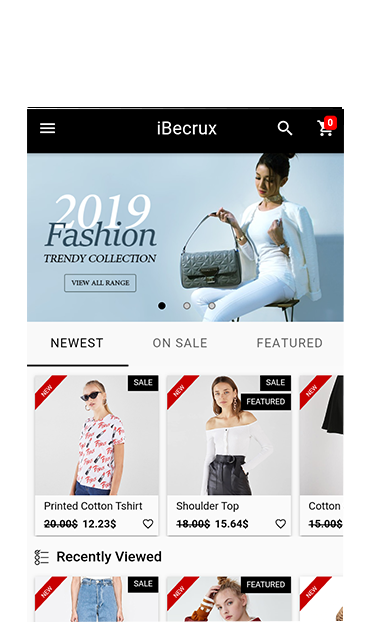 iBecrux
0
2019
Fashion
TRENDY COLLECTION
VIEW ALL RANGE
NEWEST ON SALE FEATURED
NEW SALE NEW SALE NEW
FEATURED
Printed Cotton Tshirt Shoulder Top Cotton
20.00$ 12.23$ 18.00$ 15.64$ 15.00$
Recently Viewed
NEW SALE NEW FEATURED NEW